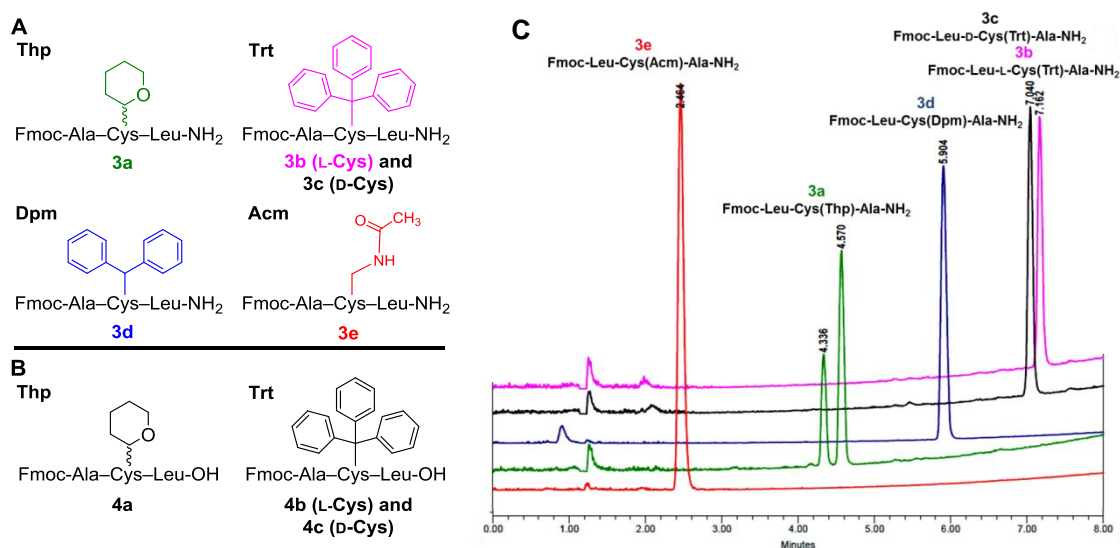 A
Thp
O
Fmoc-Ala–Cys–Leu-NH2
3a
Trt
Fmoc-Ala–Cys–Leu-NH2
3b (L-Cys) and
3c (D-Cys)
Dpm
Fmoc-Ala–Cys–Leu-NH2
3d
Acm
O
CH3
NH
Fmoc-Ala–Cys–Leu-NH2
3e
B
Thp
O
Fmoc-Ala–Cys–Leu-OH
4a
Trt
Fmoc-Ala–Cys–Leu-OH
4b (L-Cys) and
4c (D-Cys)
C
3e
Fmoc-Leu-Cys(Acm)-Ala-NH2
2.464
3a
Fmoc-Leu-Cys(Thp)-Ala-NH2
4.336
4.570
3d
Fmoc-Leu-Cys(Dpm)-Ala-NH2
5.904
3c
Fmoc-Leu-D-Cys(Trt)-Ala-NH2
3b
Fmoc-Leu-L-Cys(Trt)-Ala-NH2
7.040
7.162
0.00 1.00 2.00 3.00 4.00 5.00 6.00 7.00 8.00
Minutes